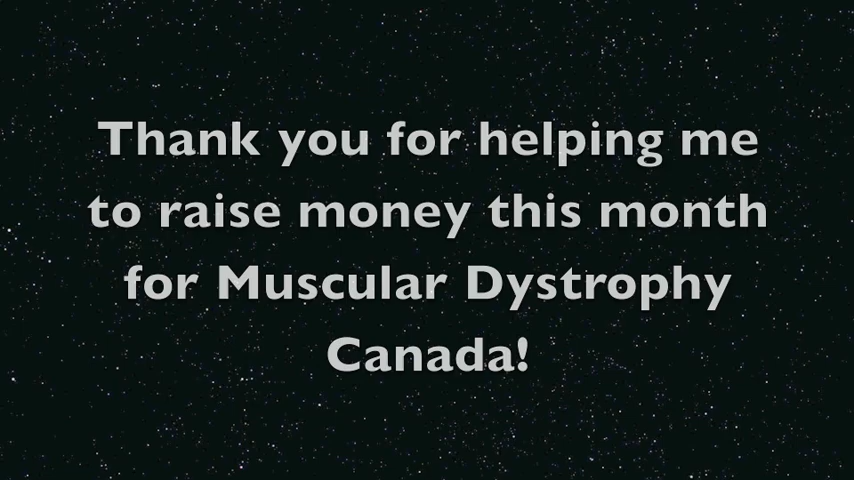 Thank you for helping me
to raise money this month
for Muscular Dystrophy
Canada!